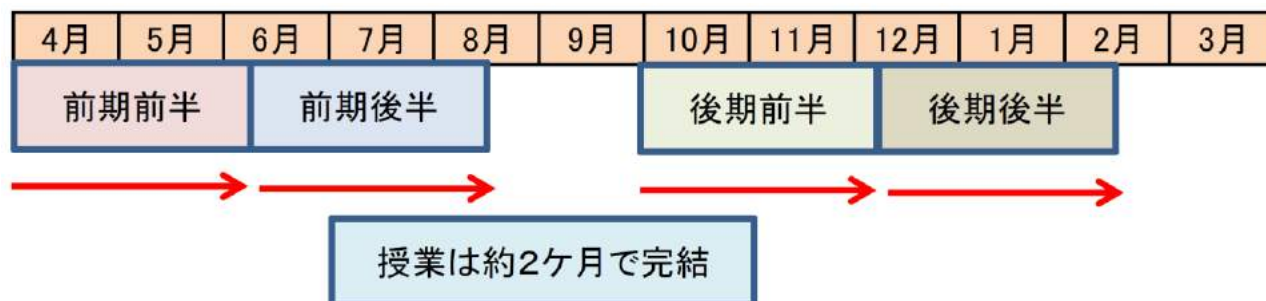 4月 5月 6月 7月 8月 9月 10月 11月 12月 1月 2月 3月
前期前半 前期後半 後期前半 後期後半
授業は約2ケ月で完結